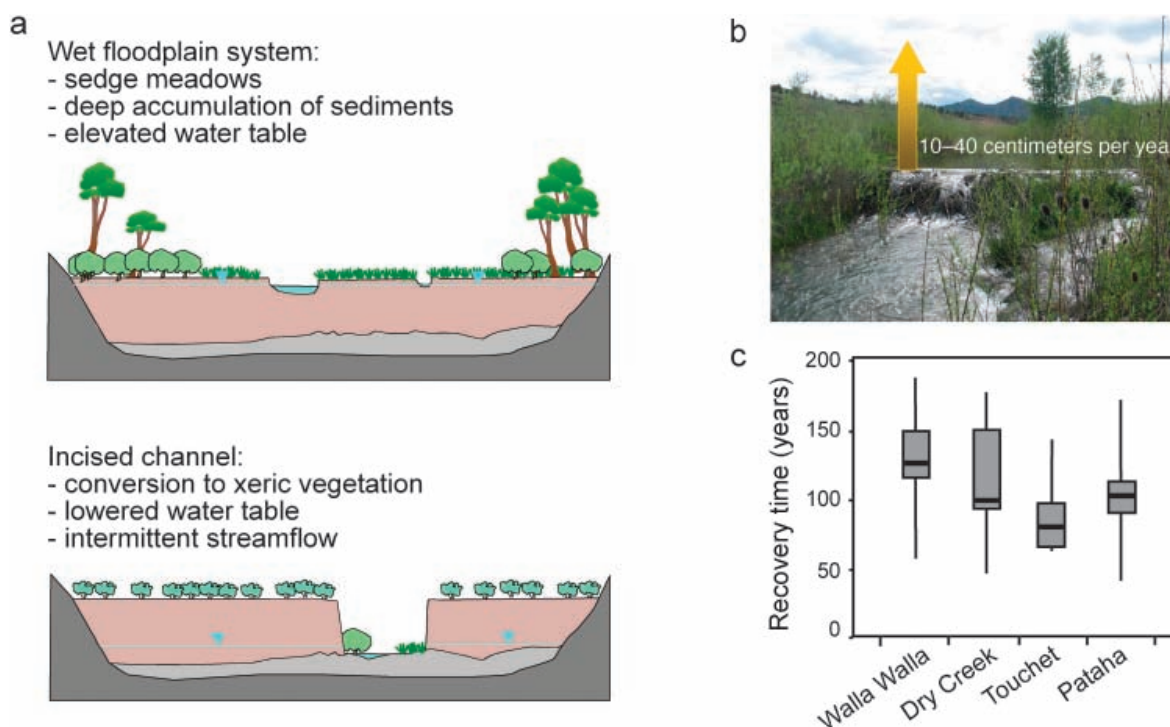 a
Wet floodplain system:
- sedge meadows
- deep accumulation of sediments
- elevated water table
Incised channel:
- conversion to xeric vegetation
- lowered water table
- intermittent streamflow
b
10–40 centimeters per yea
c
Recovery time (years)
200
150
100
50
0
Walla Walla
Dry Creek
Touchet
Pataha